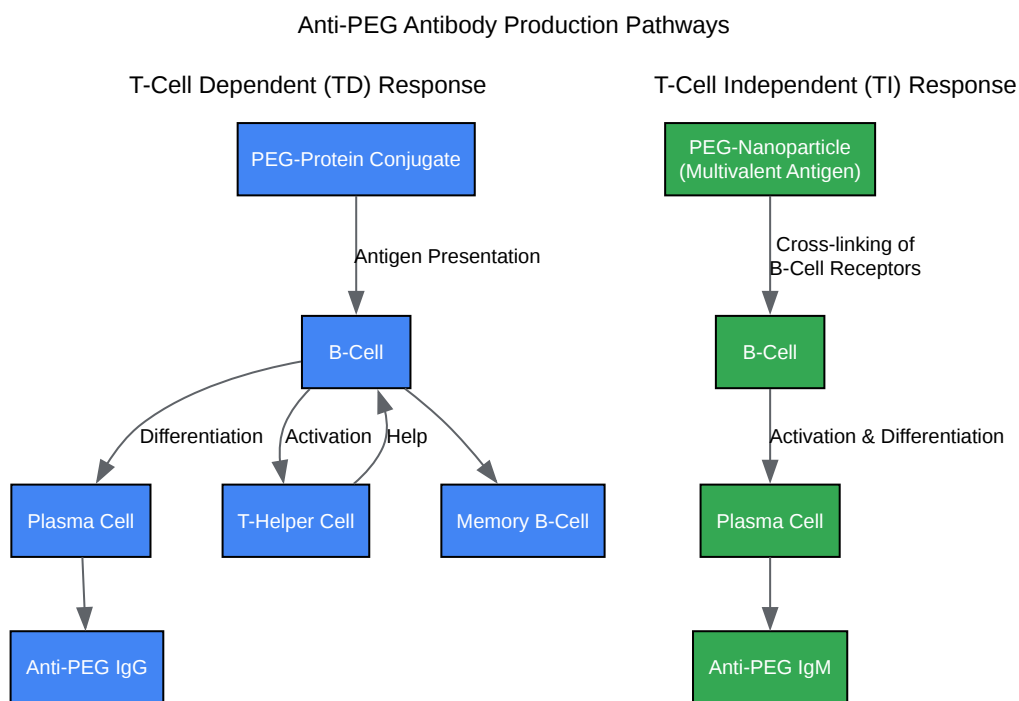 Anti-PEG Antibody Production Pathways
T-Cell Dependent (TD) Response
PEG-Protein Conjugate
Antigen Presentation
B-Cell
Differentiation
Activation
Help
Plasma Cell
T-Helper Cell
Memory B-Cell
Anti-PEG IgG
T-Cell Independent (TI) Response
PEG-Nanoparticle
(Multivalent Antigen)
Cross-linking of
B-Cell Receptors
B-Cell
Activation & Differentiation
Plasma Cell
Anti-PEG IgM